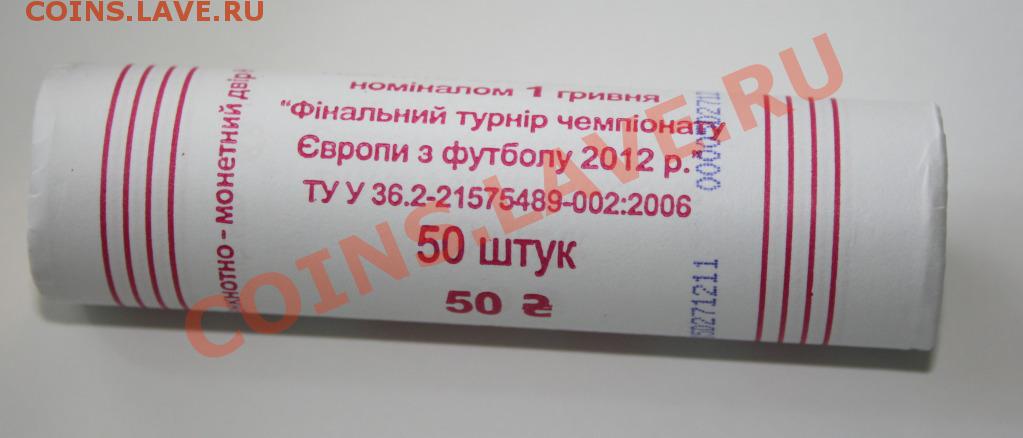 COINS.LAVE.RU
номіналом 1 гривня
"Фінальний турнір чемпіонату
Європи з футболу 2012 р."
ТУ У 36.2-21575489-002:2006
50 штук
50 ₴
монетний двір
COINS.LAVE.RU